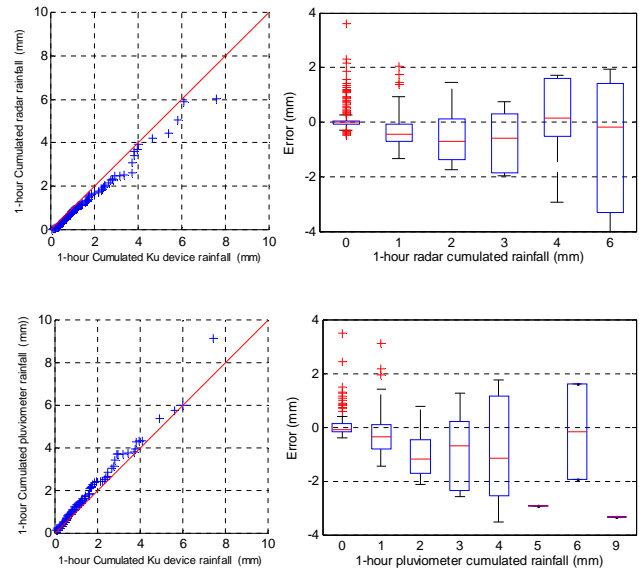 10
8
6
4
2
0
0 2 4 6 8 10
1-hour Cumulated radar rainfall (mm)
1-hour Cumulated Ku device rainfall (mm)
4
2
0
-2
-4
Error (mm)
0 1 2 3 4 6
1-hour radar cumulated rainfall (mm)
10
8
6
4
2
0
0 2 4 6 8 10
1-hour Cumulated pluviometer rainfall (mm))
1-hour Cumulated Ku device rainfall (mm)
4
2
0
-2
-4
Error (mm)
0 1 2 3 4 5 6 9
1-hour pluviometer cumulated rainfall (mm)